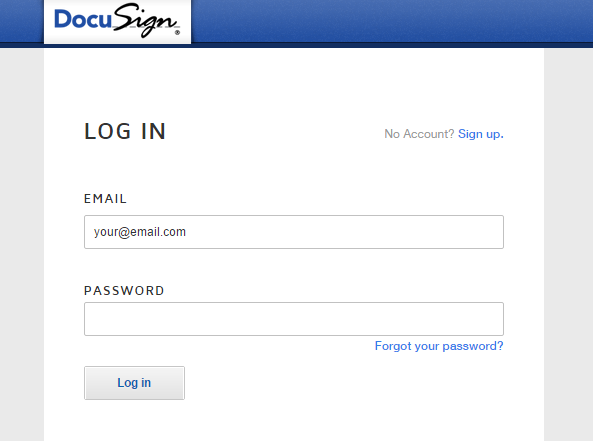 DocuSign®
LOG IN
No Account? Sign up.
EMAIL
your@email.com
PASSWORD
Forgot your password?
Log in